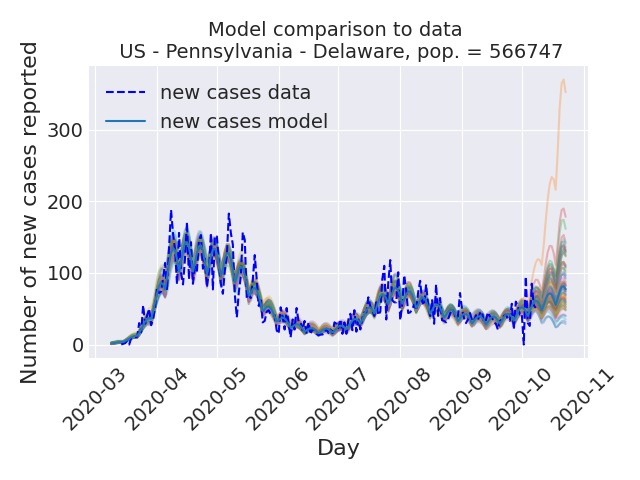 Model comparison to data
US - Pennsylvania - Delaware, pop. = 566747
Number of new cases reported
new cases data
new cases model
300
200
100
0
2020-03
2020-04
2020-05
2020-06
2020-07
2020-08
2020-09
2020-10
2020-11
Day